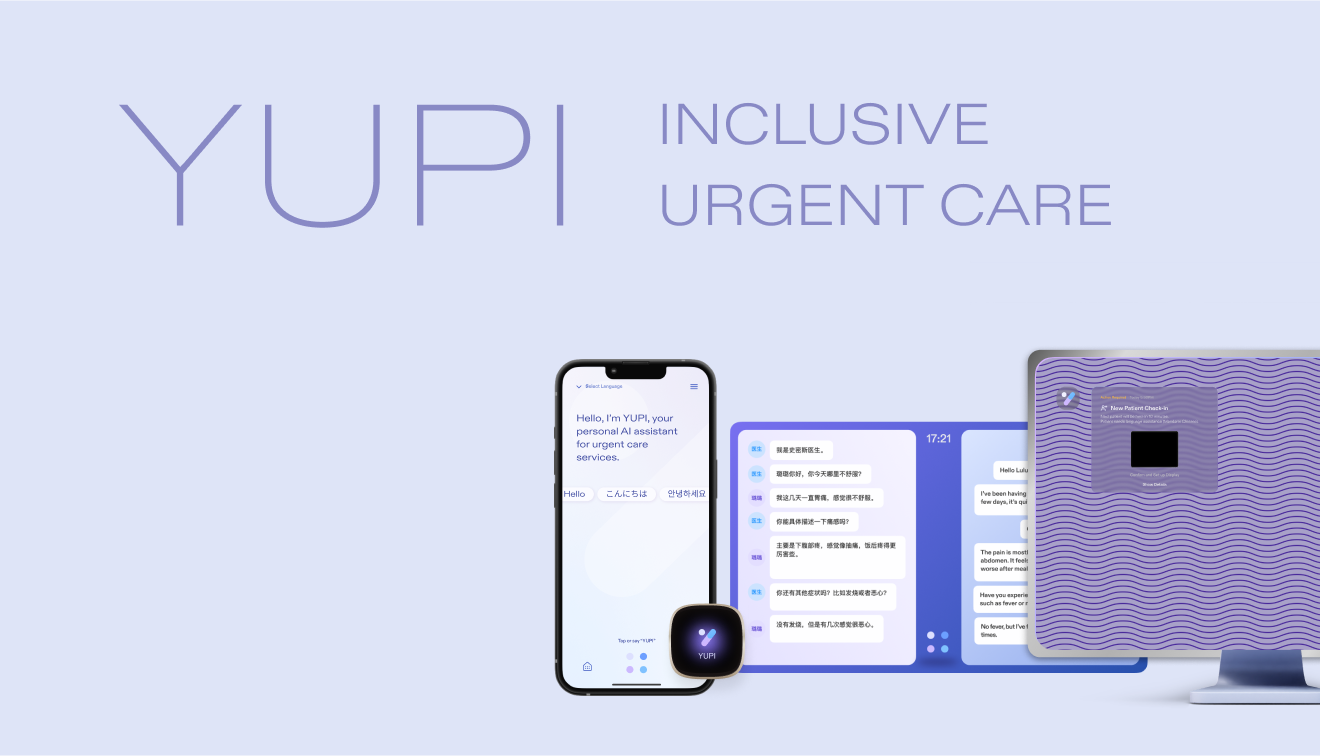 YUPI
INCLUSIVE
URGENT CARE
Select Language
Hello, I'm YUPI, your
personal AI assistant
for urgent care
services.
Hello
こんにちは
안녕하세요
Tap or say "YUPI"
YUPI
医生
我是史密斯医生。
医生
璐璐你好，你今天哪里不舒服？
璐璐
我这几天一直胃痛，感觉很不舒服。
医生
你能具体描述一下痛感吗？
璐璐
主要是下腹部疼，感觉像抽痛，饭后疼得更
厉害些。
医生
你还有其他症状吗？比如发烧或者恶心？
璐璐
没有发烧，但是有几次感觉很恶心。
17:21
Hello Lulu
I've been having
few days, it's
The pain is
abdomen. It
worse after
Have you
such as fever or
No fever, but I've
times.
New Patient Check-in
Show Details